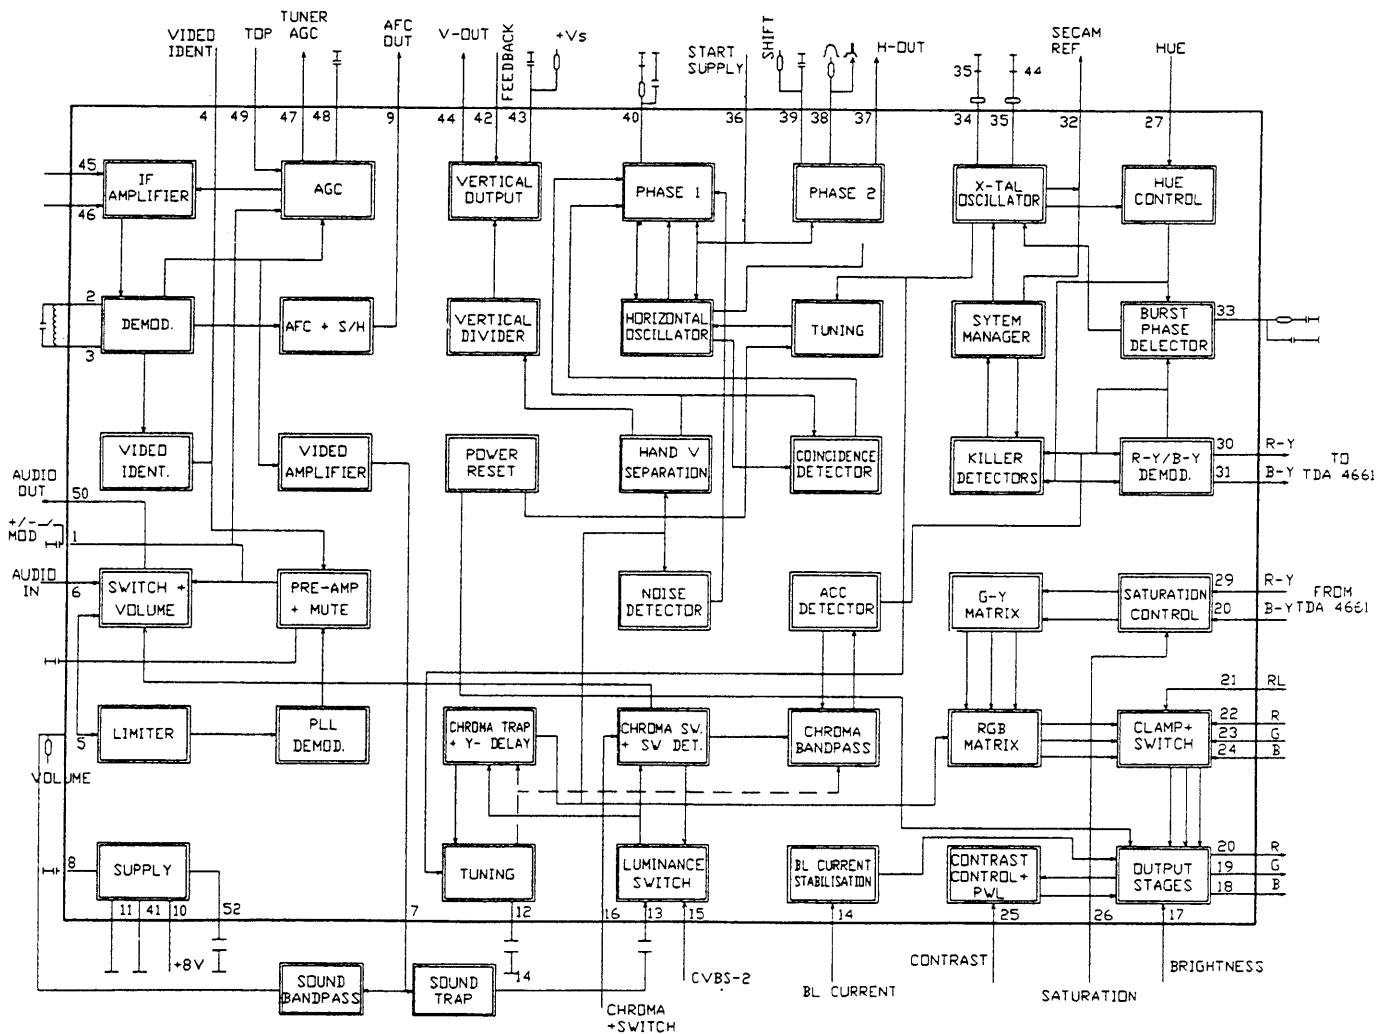 VIDEO
IDENT
TOP
TUNER
AGC
AFC
OUT
V-OUT
FEEDBACK
+Vs
START
SUPPLY
SHIFT
H-OUT
35
44
SECAM
REF
HUE
4
49
47
48
9
44
42
43
40
36
39
38
37
34
35
32
27
45
46
IF
AMPLIFIER
AGC
VERTICAL
OUTPUT
PHASE 1
PHASE 2
X-TAL
OSCILLATOR
HUE
CONTROL
2
3
DEMOD.
AFC + S/H
VERTICAL
DIVIDER
HORIZONTAL
OSCILLATOR
TUNING
SYTEM
MANAGER
BURST
PHASE
DELECTOR
33
VIDEO
IDENT.
VIDEO
AMPLIFIER
POWER
RESET
HAND V
SEPARATION
COINCIDENCE
DETECTOR
KILLER
DETECTORS
R-Y/B-Y
DEMOD.
30
R-Y
31
B-Y
TO
TDA 4661
AUDIO
OUT
50
+/-
MOD
1
AUDIO
IN
6
SWITCH +
VOLUME
PRE-AMP
+ MUTE
NOISE
DETECTOR
ACC
DETECTOR
G-Y
MATRIX
SATURATION
CONTROL
29
R-Y
20
B-Y
FROM
TDA 4661
5
VOLUME
LIMITER
PLL
DEMOD.
CHROMA TRAP
+ Y- DELAY
CHROMA SW.
+ SW DET.
CHROMA
BANDPASS
RGB
MATRIX
CLAMP+
SWITCH
21
RL
22
R
23
G
24
B
8
SUPPLY
TUNING
LUMINANCE
SWITCH
BL CURRENT
STABILISATION
CONTRAST
CONTROL+
PWL
OUTPUT
STAGES
20
R
19
G
18
B
11
41
10
52
7
12
16
13
15
14
25
26
17
+8V
14
SOUND
BANDPASS
SOUND
TRAP
CHROMA
+SWITCH
CVBS-2
BL CURRENT
CONTRAST
SATURATION
BRIGHTNESS